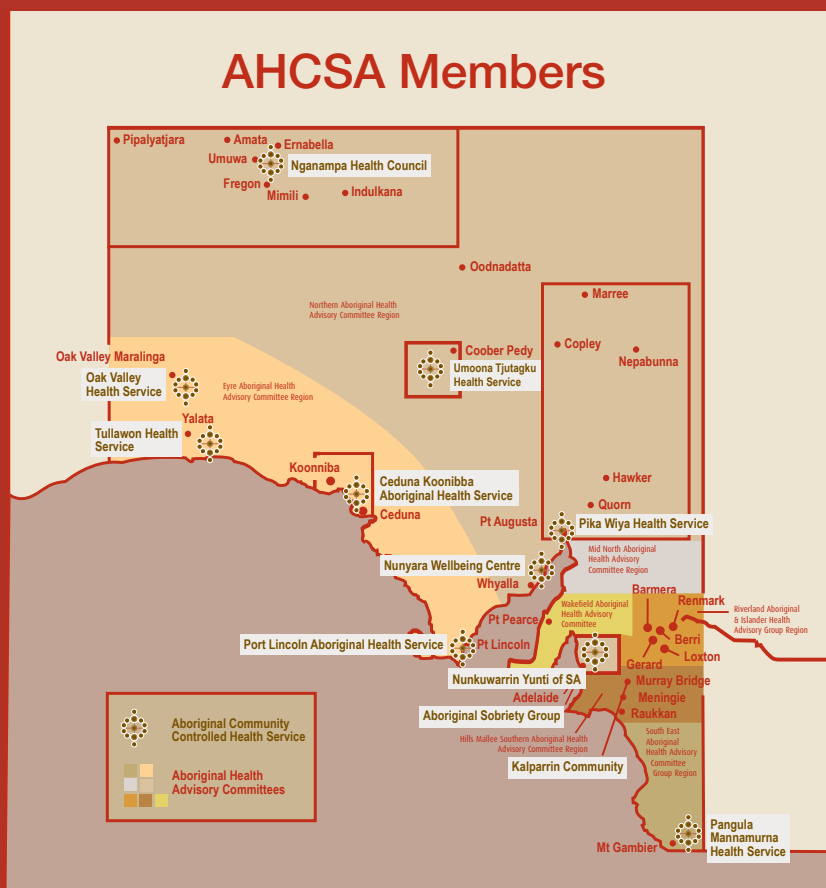 AHCSA Members
Pipalyatjara
Amata
Ernabella
Umuwa
Nganampa Health Council
Fregon
Mimili
Indulkana
Oodnadatta
Marree
Northern Aboriginal Health
Advisory Committee Region
Copley
Coober Pedy
Nepabunna
Oak Valley Maralinga
Umoona Tjutagku
Health Service
Oak Valley
Health Service
Eyre Aboriginal Health
Advisory Committee Region
Yalata
Tullawon Health
Service
Koonniba
Hawker
Ceduna Koonibba
Aboriginal Health Service
Quorn
Ceduna
Pt Augusta
Pika Wiya Health Service
Mid North Aboriginal
Health Advisory
Committee Region
Nunyara Wellbeing Centre
Whyalla
Barmera
Renmark
Wakefield Aboriginal
Health Advisory
Committee
Riverland Aboriginal
& Islander Health
Advisory Group Region
Pt Pearce
Berri
Port Lincoln Aboriginal Health Service
Pt Lincoln
Loxton
Gerard
Nunkuwarrin Yunti of SA
Murray Bridge
Adelaide
Meningie
Aboriginal Sobriety Group
Raukkan
Hills Mallee Southern Aboriginal Health
Advisory Committee Region
South East
Aboriginal
Health Advisory
Committee
Group Region
Kalparrin Community
Aboriginal Community
Controlled Health Service
Aboriginal Health
Advisory Committees
Pangula
Mannamurna
Health Service
Mt Gambier